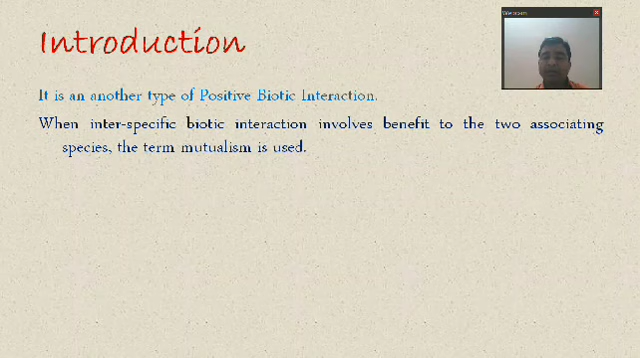 Introduction
It is an another type of Positive Biotic Interaction.
When inter-specific biotic interaction involves benefit to the two associating
species, the term mutualism is used.